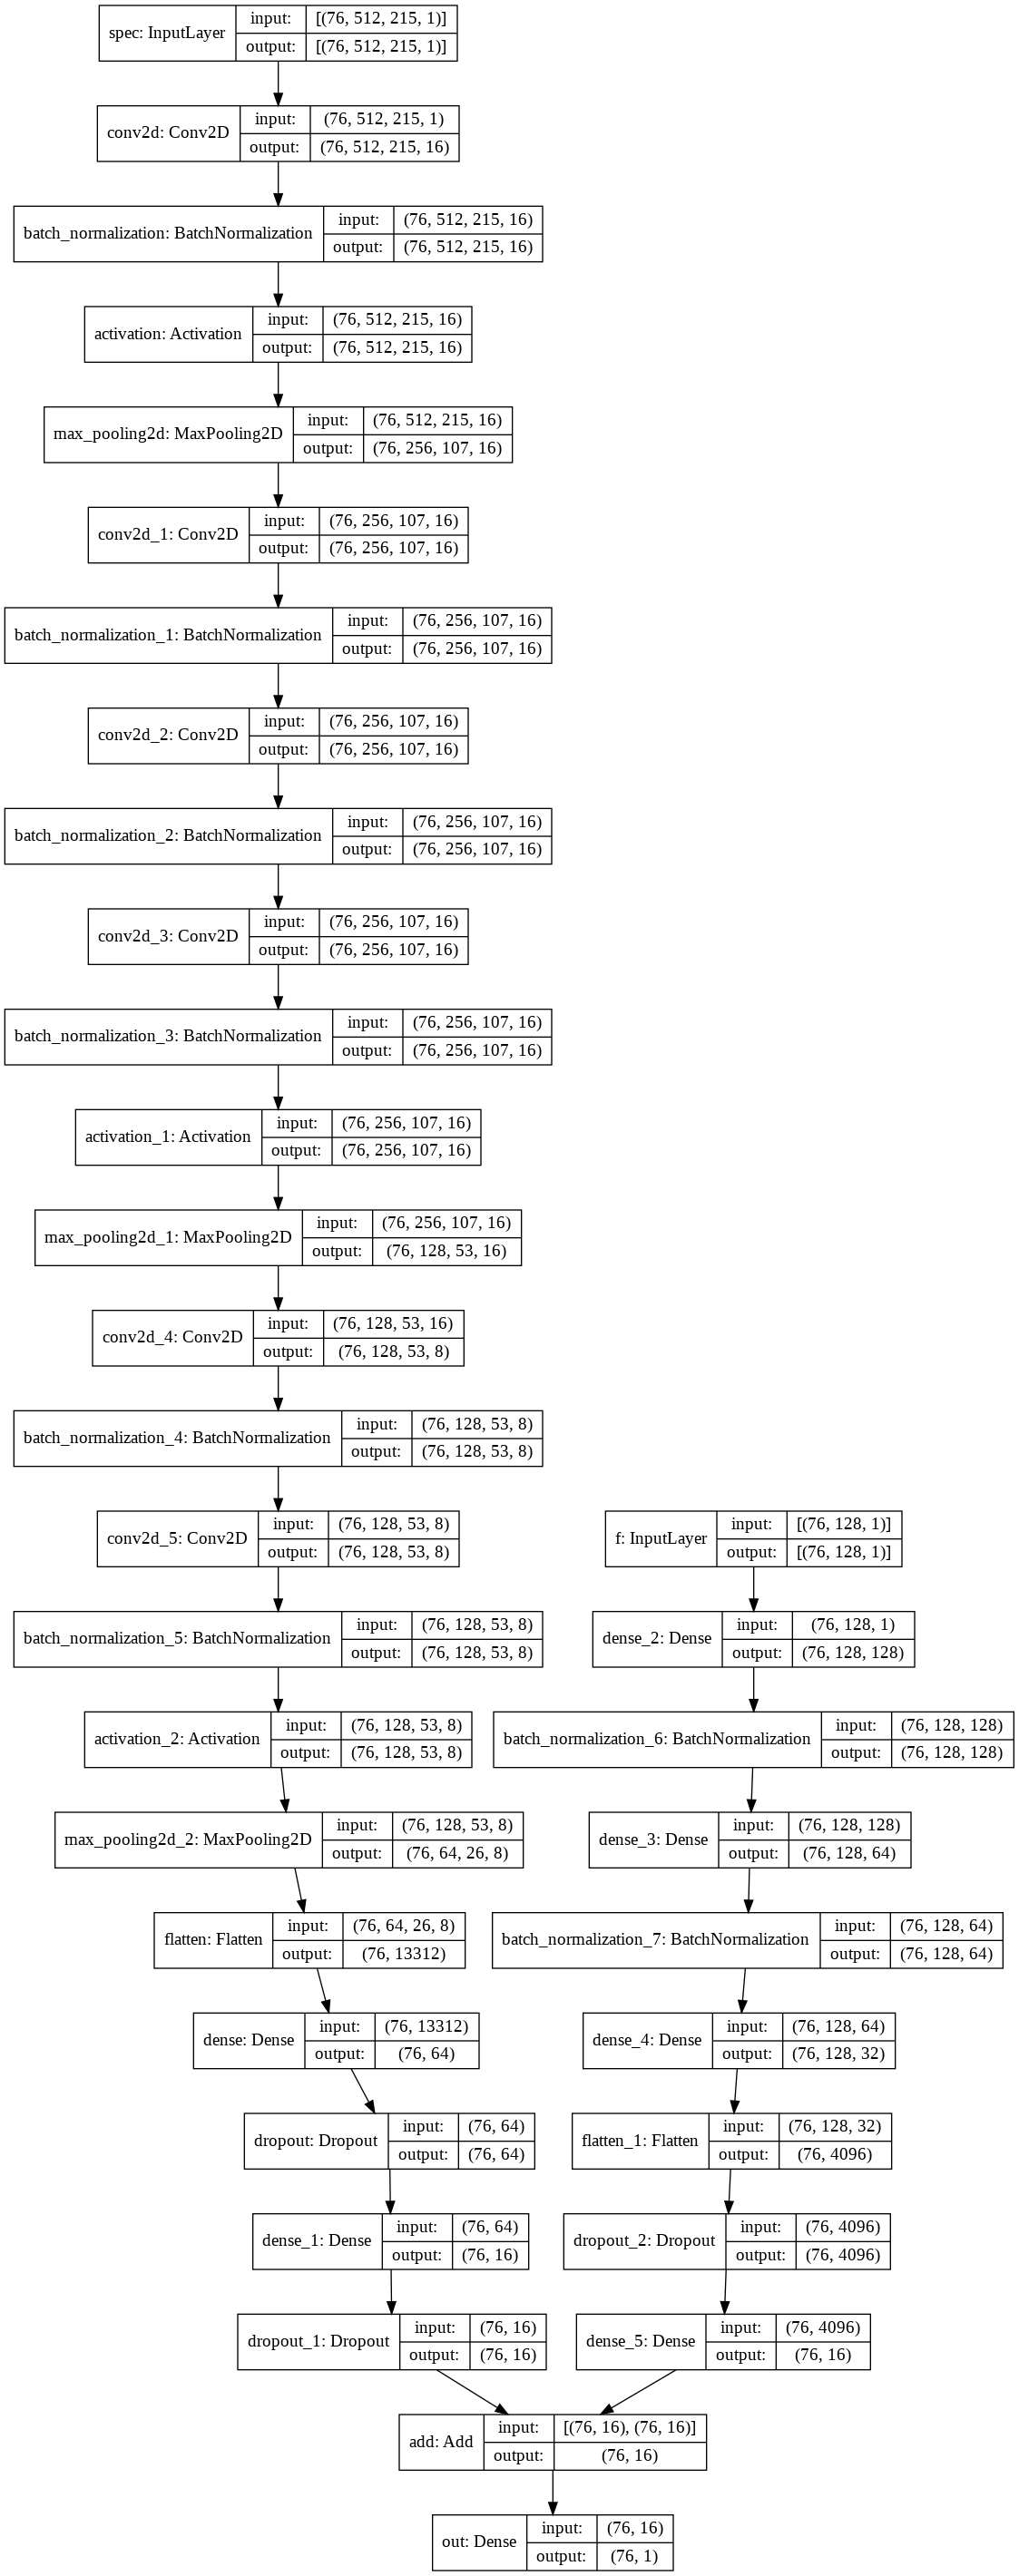 spec: InputLayer
input: [(76, 512, 215, 1)]
output: [(76, 512, 215, 1)]
conv2d: Conv2D
input: (76, 512, 215, 1)
output: (76, 512, 215, 16)
batch_normalization: BatchNormalization
input: (76, 512, 215, 16)
output: (76, 512, 215, 16)
activation: Activation
input: (76, 512, 215, 16)
output: (76, 512, 215, 16)
max_pooling2d: MaxPooling2D
input: (76, 512, 215, 16)
output: (76, 256, 107, 16)
conv2d_1: Conv2D
input: (76, 256, 107, 16)
output: (76, 256, 107, 16)
batch_normalization_1: BatchNormalization
input: (76, 256, 107, 16)
output: (76, 256, 107, 16)
conv2d_2: Conv2D
input: (76, 256, 107, 16)
output: (76, 256, 107, 16)
batch_normalization_2: BatchNormalization
input: (76, 256, 107, 16)
output: (76, 256, 107, 16)
conv2d_3: Conv2D
input: (76, 256, 107, 16)
output: (76, 256, 107, 16)
batch_normalization_3: BatchNormalization
input: (76, 256, 107, 16)
output: (76, 256, 107, 16)
activation_1: Activation
input: (76, 256, 107, 16)
output: (76, 256, 107, 16)
max_pooling2d_1: MaxPooling2D
input: (76, 256, 107, 16)
output: (76, 128, 53, 16)
conv2d_4: Conv2D
input: (76, 128, 53, 16)
output: (76, 128, 53, 8)
batch_normalization_4: BatchNormalization
input: (76, 128, 53, 8)
output: (76, 128, 53, 8)
conv2d_5: Conv2D
input: (76, 128, 53, 8)
output: (76, 128, 53, 8)
batch_normalization_5: BatchNormalization
input: (76, 128, 53, 8)
output: (76, 128, 53, 8)
activation_2: Activation
input: (76, 128, 53, 8)
output: (76, 128, 53, 8)
max_pooling2d_2: MaxPooling2D
input: (76, 128, 53, 8)
output: (76, 64, 26, 8)
flatten: Flatten
input: (76, 64, 26, 8)
output: (76, 13312)
dense: Dense
input: (76, 13312)
output: (76, 64)
dropout: Dropout
input: (76, 64)
output: (76, 64)
dense_1: Dense
input: (76, 64)
output: (76, 16)
dropout_1: Dropout
input: (76, 16)
output: (76, 16)
f: InputLayer
input: [(76, 128, 1)]
output: [(76, 128, 1)]
dense_2: Dense
input: (76, 128, 1)
output: (76, 128, 128)
batch_normalization_6: BatchNormalization
input: (76, 128, 128)
output: (76, 128, 128)
dense_3: Dense
input: (76, 128, 128)
output: (76, 128, 64)
batch_normalization_7: BatchNormalization
input: (76, 128, 64)
output: (76, 128, 64)
dense_4: Dense
input: (76, 128, 64)
output: (76, 128, 32)
flatten_1: Flatten
input: (76, 128, 32)
output: (76, 4096)
dropout_2: Dropout
input: (76, 4096)
output: (76, 4096)
dense_5: Dense
input: (76, 4096)
output: (76, 16)
add: Add
input: [(76, 16), (76, 16)]
output: (76, 16)
out: Dense
input: (76, 16)
output: (76, 1)